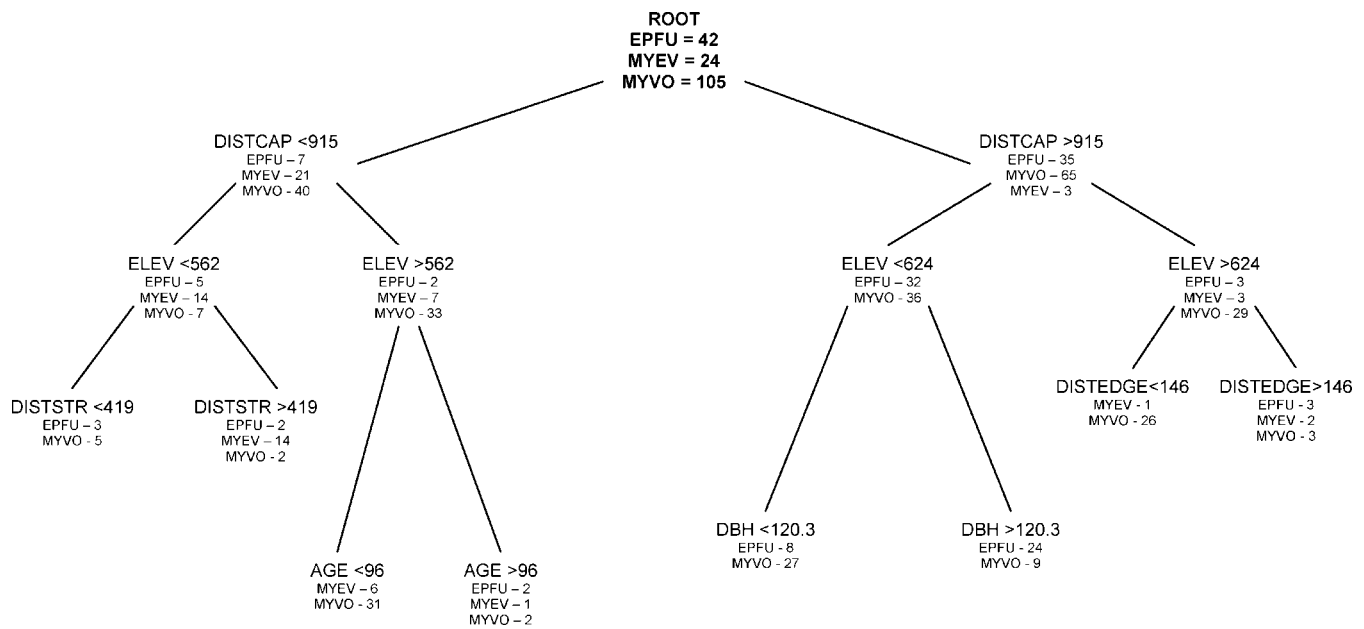 ROOT
EPFU = 42
MYEV = 24
MYVO = 105
DISTCAP <915
EPFU – 7
MYEV – 21
MYVO - 40
DISTCAP >915
EPFU – 35
MYVO – 65
MYEV – 3
ELEV <562
EPFU – 5
MYEV – 14
MYVO - 7
ELEV >562
EPFU – 2
MYEV – 7
MYVO - 33
ELEV <624
EPFU – 32
MYVO – 36
ELEV >624
EPFU – 3
MYEV – 3
MYVO - 29
DISTSTR <419
EPFU – 3
MYVO - 5
DISTSTR >419
EPFU – 2
MYEV – 14
MYVO - 2
DISTEDGE<146
MYEV - 1
MYVO - 26
DISTEDGE>146
EPFU - 3
MYEV - 2
MYVO - 3
AGE <96
MYEV – 6
MYVO - 31
AGE >96
EPFU – 2
MYEV – 1
MYVO – 2
DBH <120.3
EPFU - 8
MYVO - 27
DBH >120.3
EPFU - 24
MYVO - 9